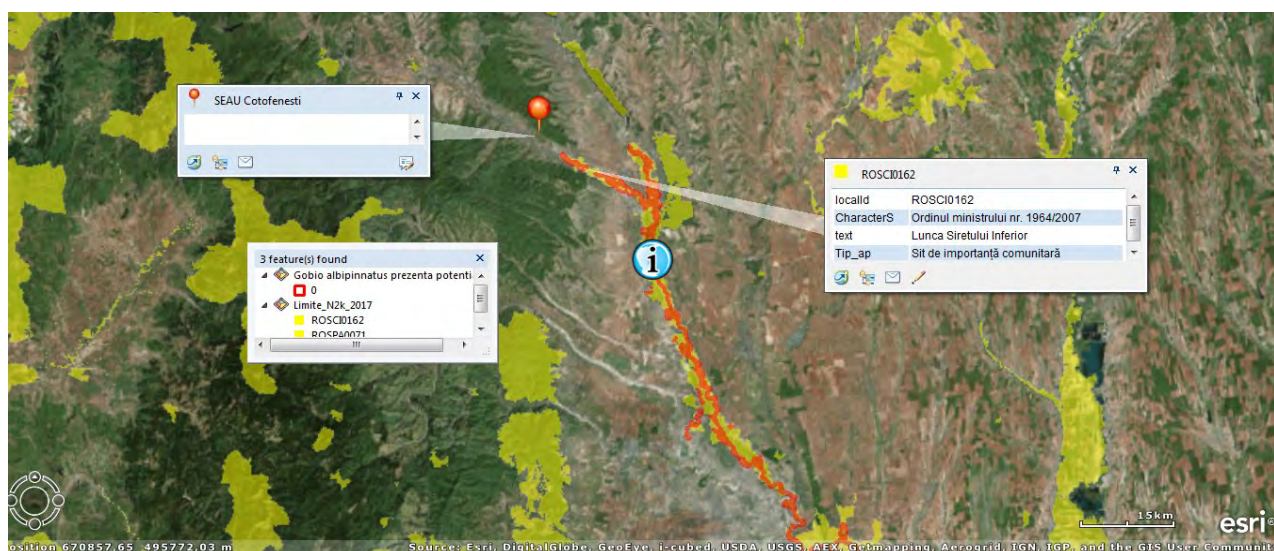 SEAU Cotofenesti
ROSCI0162
localId ROSCI0162
CharacterS Ordinul ministrului nr. 1964/2007
text Lunca Siretului Inferior
Tip_ap Sit de importanță comunitară
3 feature(s) found
Gobio albipinnatus prezenta potenti
0
Limite_N2k_2017
ROSCI0162
ROSPA0071
15km
esri
osition 670857,65 495772,03 m
Source: Esri, DigitalGlobe, GeoEye, i-cubed, USDA, USGS, AEX, Getmapping, Aerogrid, IGN, IGP, and the GIS User Communit